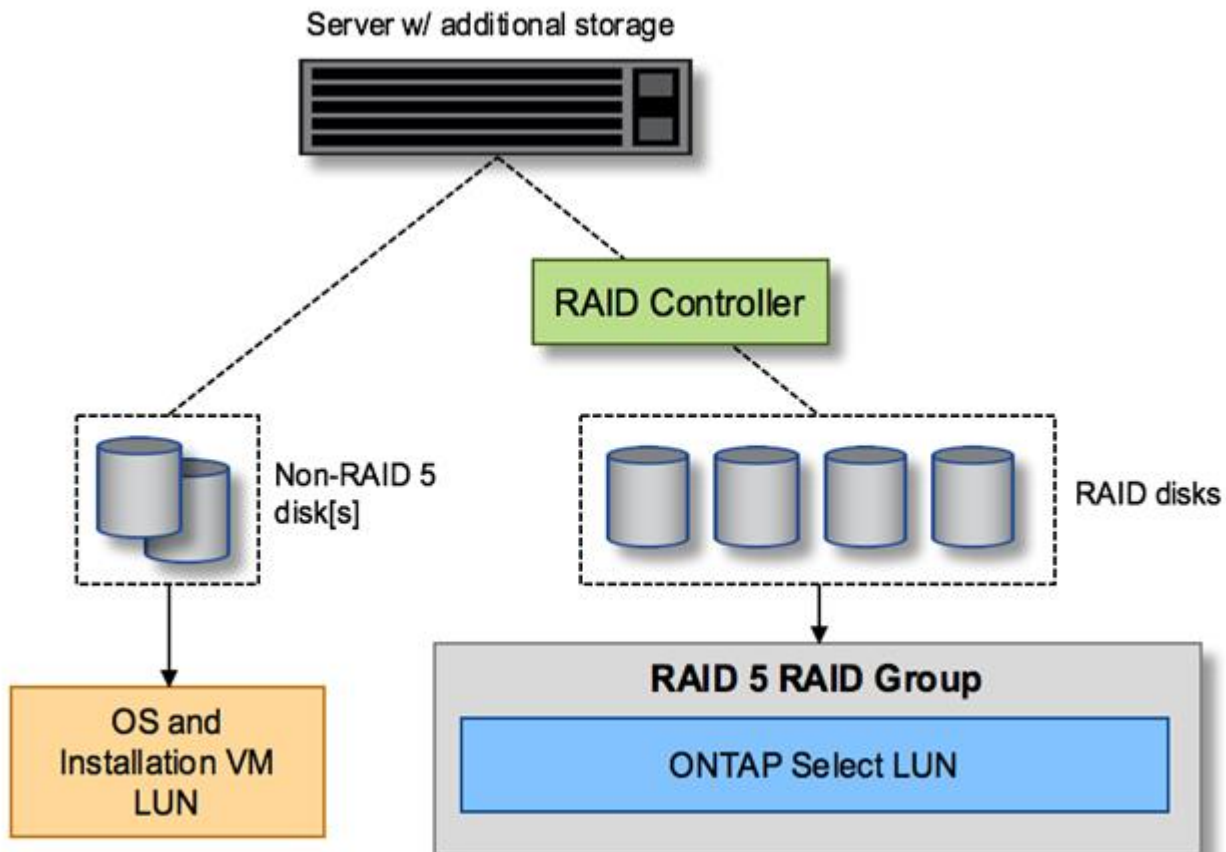 Server w/ additional storage
RAID Controller
Non-RAID 5
disk[s]
RAID disks
OS and
Installation VM
LUN
RAID 5 RAID Group
ONTAP Select LUN